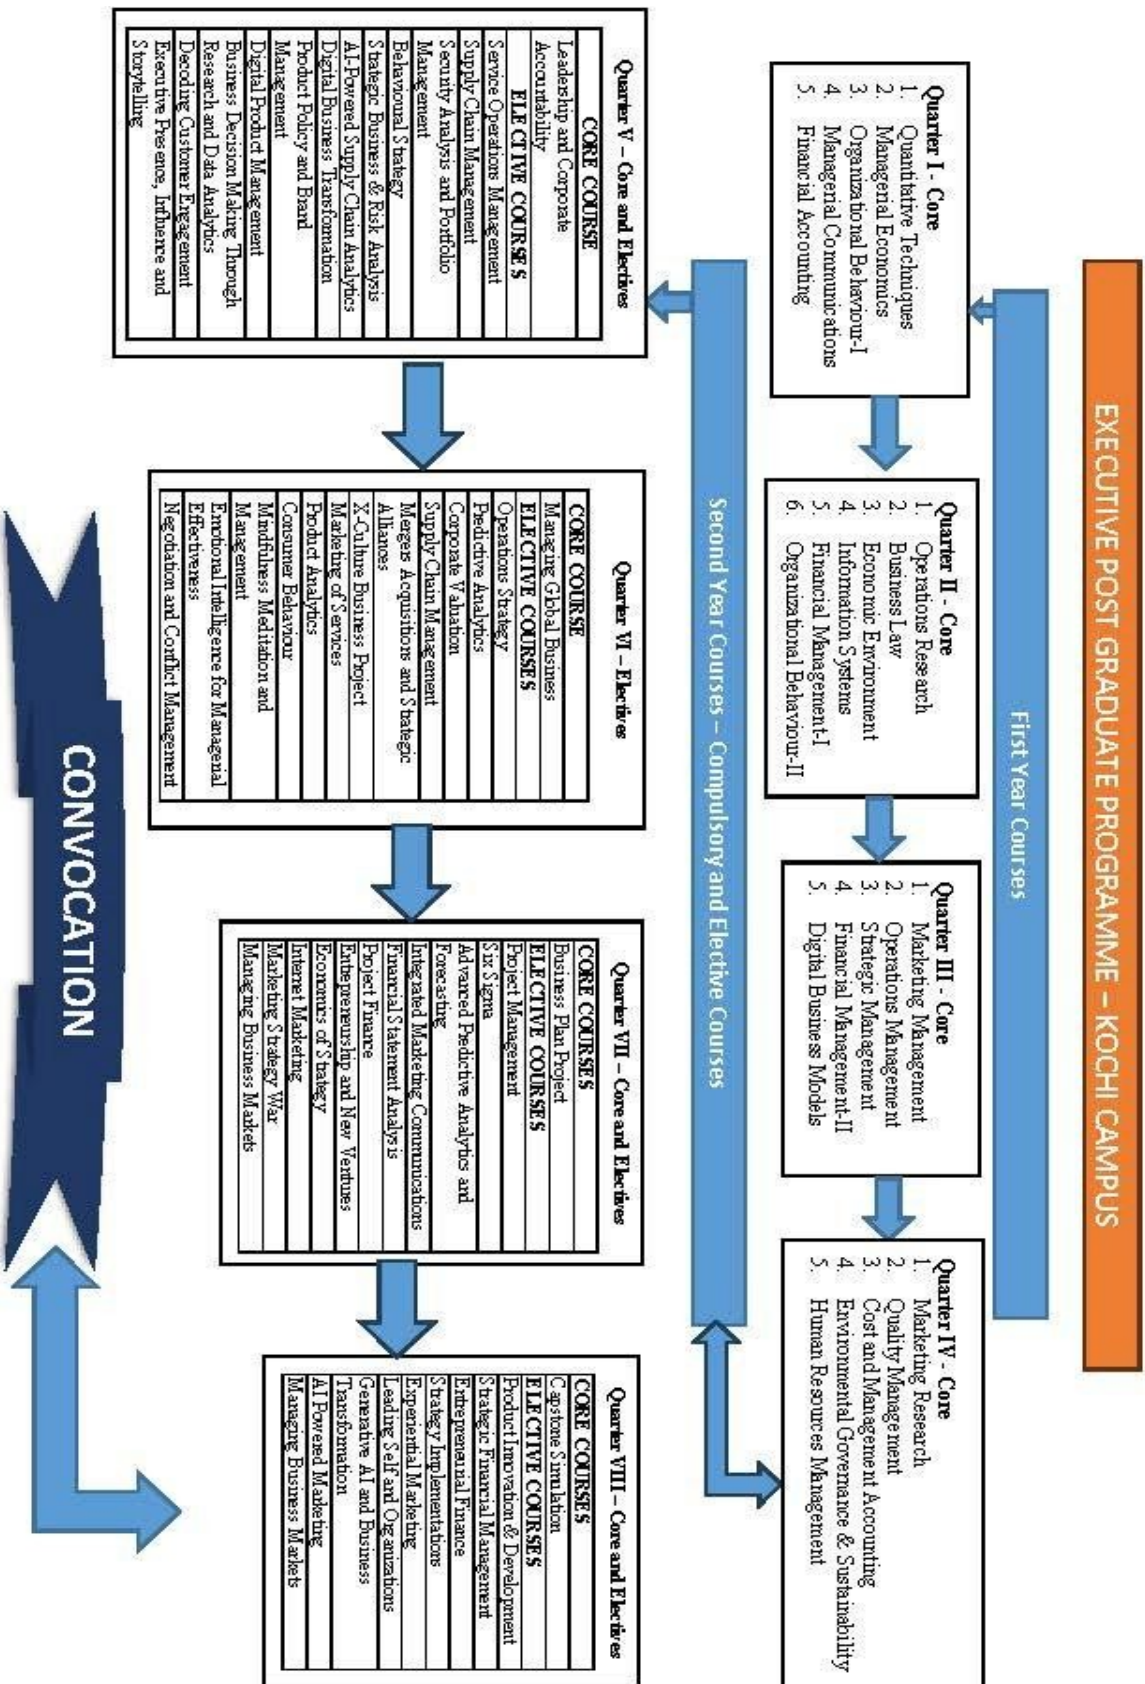 EXECUTIVE POST GRADUATE PROGRAMME – KOCHI CAMPUS
First Year Courses
Quarter I - Core
1. Quantitative Techniques
2. Managerial Economics
3. Organizational Behaviour-I
4. Managerial Communications
5. Financial Accounting
Quarter II - Core
1. Operations Research
2. Business Law
3. Economic Environment
4. Information Systems
5. Financial Management-I
6. Organizational Behaviour-II
Quarter III - Core
1. Marketing Management
2. Operations Management
3. Strategic Management
4. Financial Management-II
5. Digital Business Models
Quarter IV - Core
1. Marketing Research
2. Quality Management
3. Cost and Management Accounting
4. Environmental Governance & Sustainability
5. Human Resources Management
Second Year Courses – Compulsory and Elective Courses
Quarter V – Core and Electives
CORE COURSE
Leadership and Corporate
Accountability
ELECTIVE COURSES
Service Operations Management
Supply Chain Management
Security Analysis and Portfolio
Management
Behavioural Strategy
Strategic Business & Risk Analysis
AI-Powered Supply Chain Analytics
Digital Business Transformation
Product Policy and Brand
Management
Digital Product Management
Business Decision Making Through
Research and Data Analytics
Decoding Customer Engagement
Executive Presence, Influence and
Storytelling
Quarter VI – Electives
CORE COURSE
Managing Global Business
ELECTIVE COURSES
Operations Strategy
Predictive Analytics
Corporate Valuation
Supply Chain Management
Mergers Acquisitions and Strategic
Alliances
X-Culture Business Project
Marketing of Services
Product Analytics
Consumer Behaviour
Mindfulness Meditation and
Management
Emotional Intelligence for Managerial
Effectiveness
Negotiation and Conflict Management
Quarter VII – Core and Electives
CORE COURSES
Business Plan Project
ELECTIVE COURSES
Project Management
Six Sigma
Advanced Predictive Analytics and
Forecasting
Integrated Marketing Communications
Financial Statement Analysis
Project Finance
Entrepreneurship and New Ventures
Economics of Strategy
Internet Marketing
Marketing Strategy War
Managing Business Markets
Quarter VIII – Core and Electives
CORE COURSES
Capstone Simulation
ELECTIVE COURSES
Product Innovation & Development
Strategic Financial Management
Entrepreneurial Finance
Strategy Implementations
Experiential Marketing
Leading Self and Organizations
Generative AI and Business
Transformation
AI Powered Marketing
Managing Business Markets
CONVOCATION